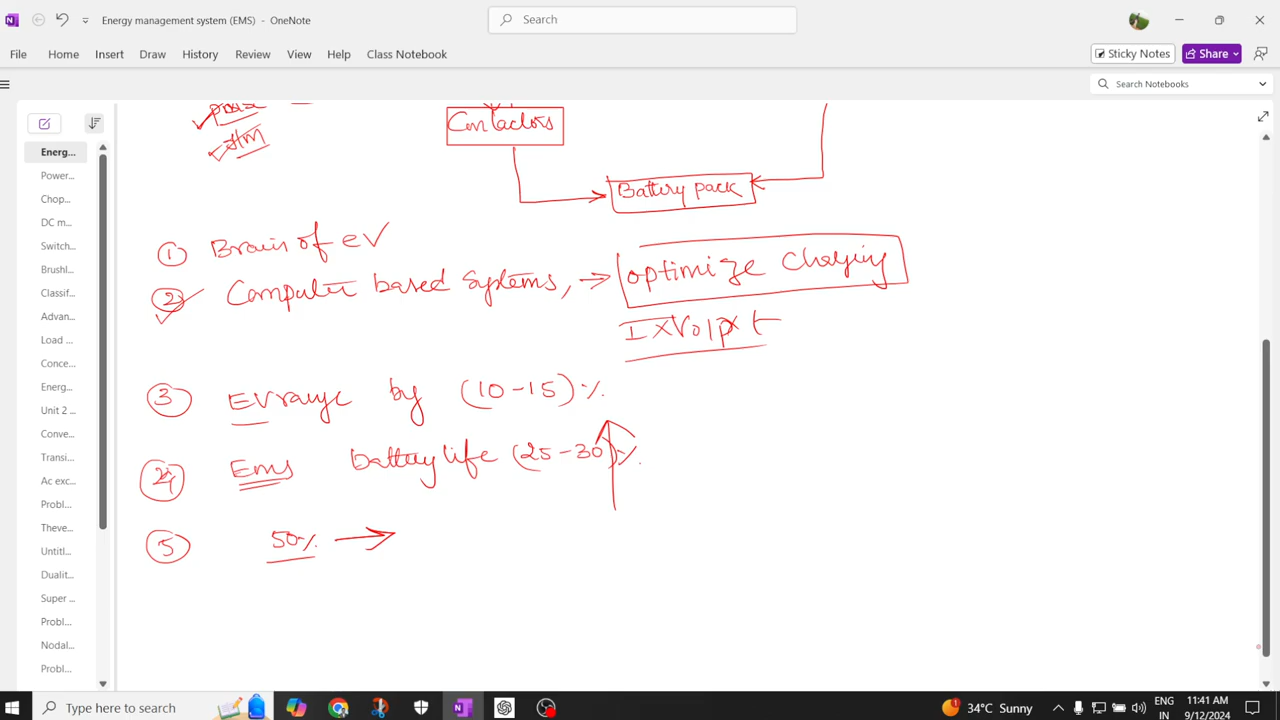 Energy management system (EMS) - OneNote
Search
File Home Insert Draw History Review View Help Class Notebook
Sticky Notes Share
Search Notebooks
Contactors
Battery pack
Energ...
Power...
Chop...
DC m...
Switch...
Brushl...
Classif...
Advan...
Load ...
Conce...
Energ...
Unit 2 ...
Conve...
Transi...
Ac exc...
Probl...
Theve...
Untitl...
Dualit...
Super ...
Probl...
Nodal...
Probl...
① Brain of eV
② Computer based Systems, → optimize Charging
③ EV range by (10-15)%
Ems battery life (25-30)%
⑤ 50% →
Type here to search
34°C Sunny
ENG
IN
11:41 AM
9/12/2024